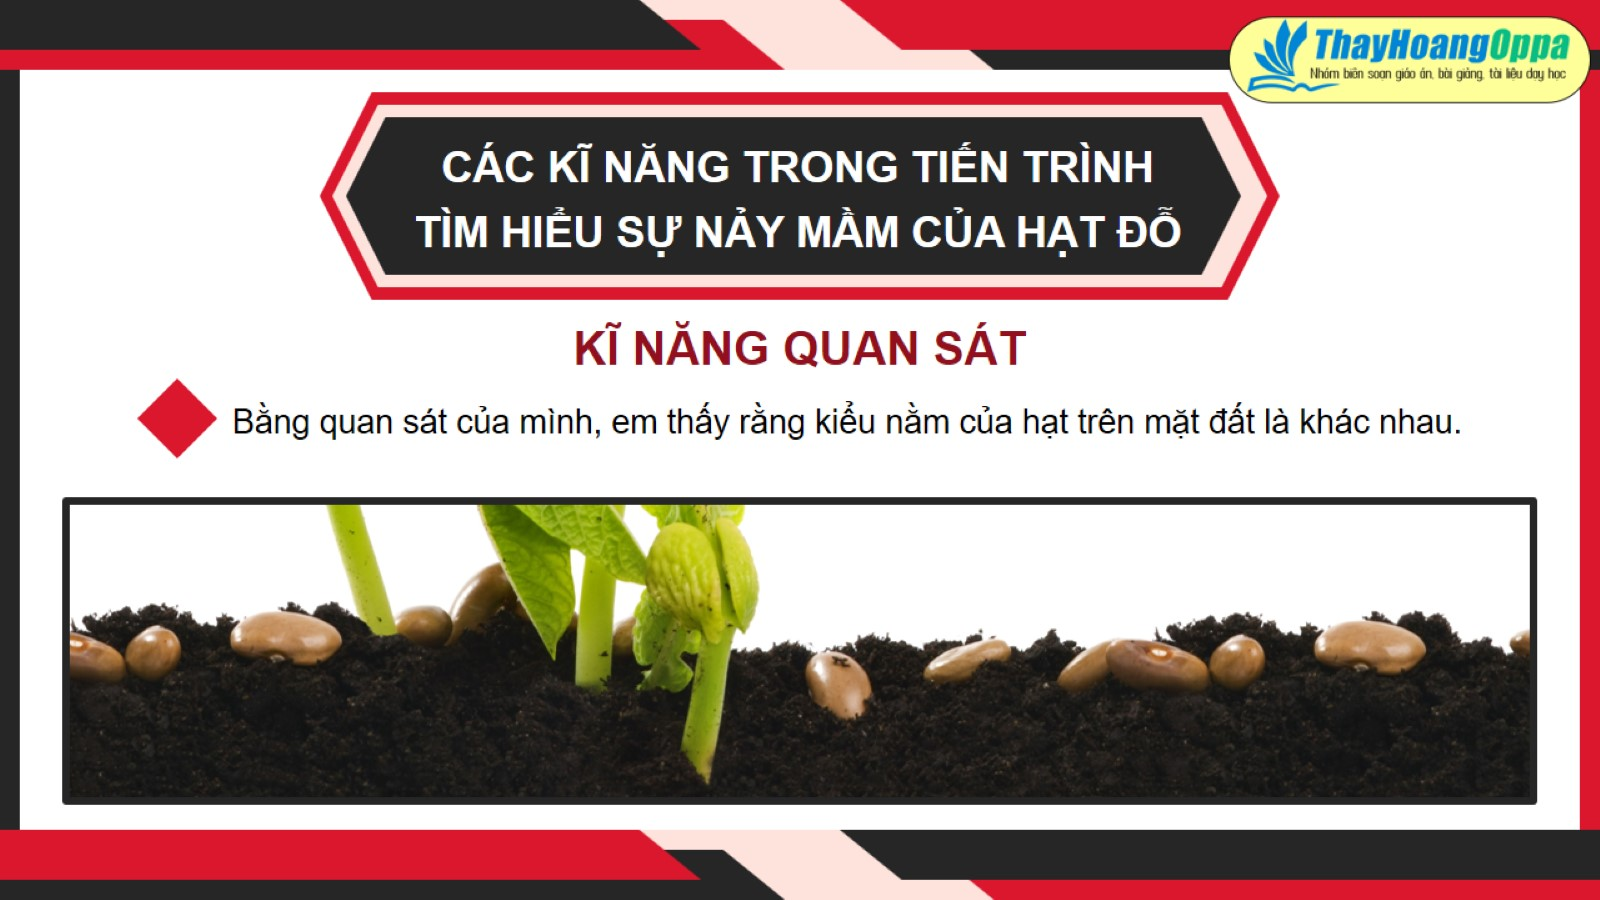 ThayHoangOppa
Nhóm biên soạn giáo án, bài giảng, tài liệu dạy học
CÁC KĨ NĂNG TRONG TIẾN TRÌNH
TÌM HIỂU SỰ NẢY MẦM CỦA HẠT ĐỖ
KĨ NĂNG QUAN SÁT
Bằng quan sát của mình, em thấy rằng kiểu nằm của hạt trên mặt đất là khác nhau.